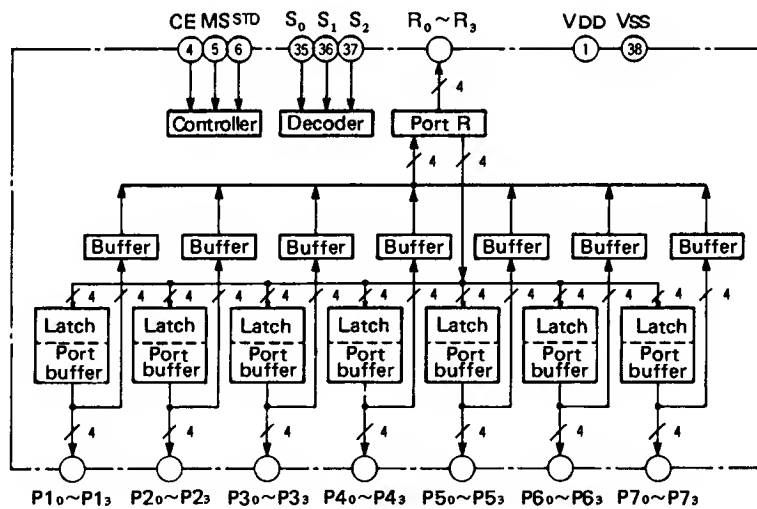 CE MS STD S₀ S₁ S₂ R₀～R₃ VDD VSS
4 5 6 35 36 37 1 38
4
Controller Decoder Port R
4 4
Buffer Buffer Buffer Buffer Buffer Buffer Buffer
4 4 4 4 4 4 4 4 4 4 4 4 4 4
Latch Latch Latch Latch Latch Latch Latch
Port Port Port Port Port Port Port
buffer buffer buffer buffer buffer buffer buffer
4 4 4 4 4 4 4
P1₀～P1₃ P2₀～P2₃ P3₀～P3₃ P4₀～P4₃ P5₀～P5₃ P6₀～P6₃ P7₀～P7₃